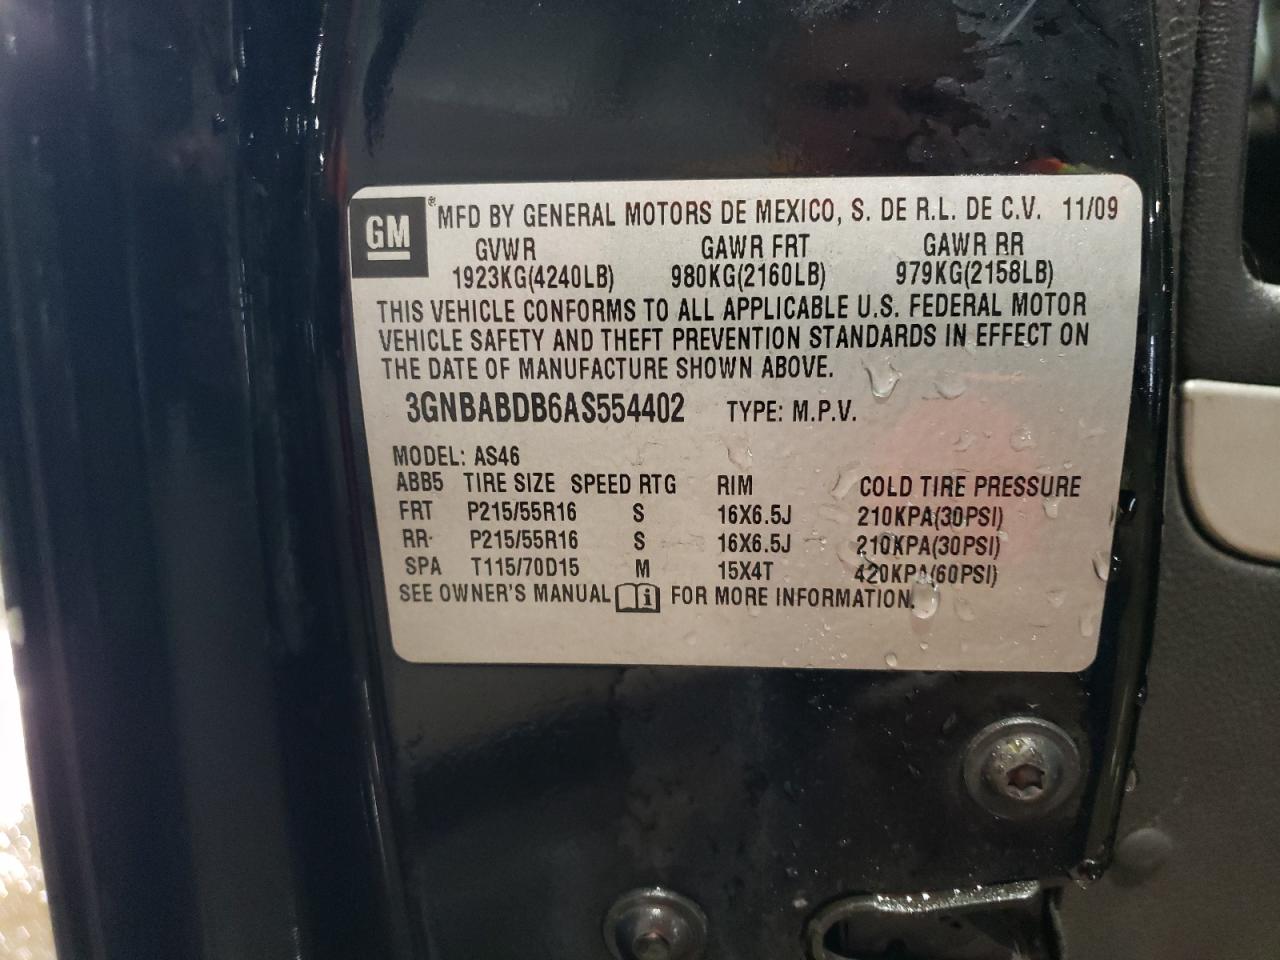 GM ® MFD BY GENERAL MOTORS DE MEXICO, S. DE R.L. DE C.V. 11/09
GVWR GAWR FRT GAWR RR
1923KG(4240LB) 980KG(2160LB) 979KG(2158LB)
THIS VEHICLE CONFORMS TO ALL APPLICABLE U.S. FEDERAL MOTOR
VEHICLE SAFETY AND THEFT PREVENTION STANDARDS IN EFFECT ON
THE DATE OF MANUFACTURE SHOWN ABOVE.
3GNBABDB6AS554402 TYPE: M.P.V.
MODEL: AS46
ABB5 TIRE SIZE SPEED RTG RIM COLD TIRE PRESSURE
FRT P215/55R16 S 16X6.5J 210KPA(30PSI)
RR P215/55R16 S 16X6.5J 210KPA(30PSI)
SPA T115/70D15 M 15X4T 420KPA(60PSI)
SEE OWNER'S MANUAL i FOR MORE INFORMATION.